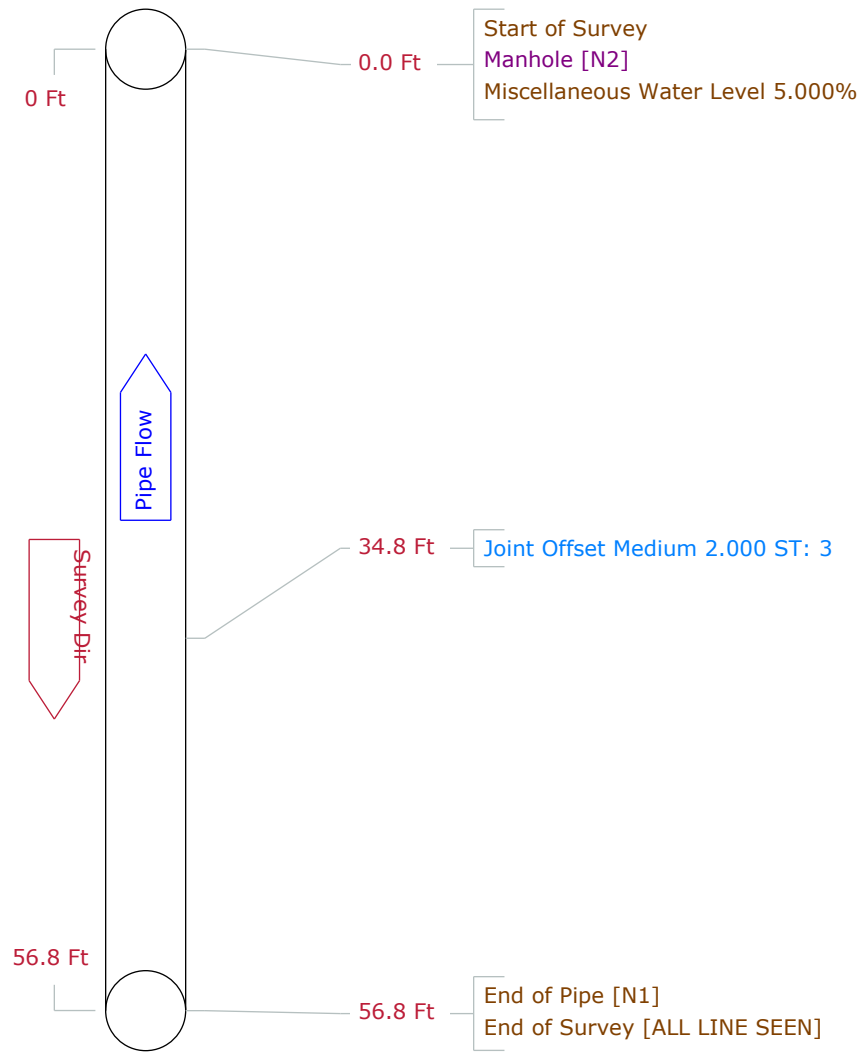 Start of Survey
0.0 Ft
Manhole [N2]
0 Ft
Miscellaneous Water Level 5.000%
Pipe Flow
Survey Dir
34.8 Ft
Joint Offset Medium 2.000 ST: 3
56.8 Ft
End of Pipe [N1]
56.8 Ft
End of Survey [ALL LINE SEEN]